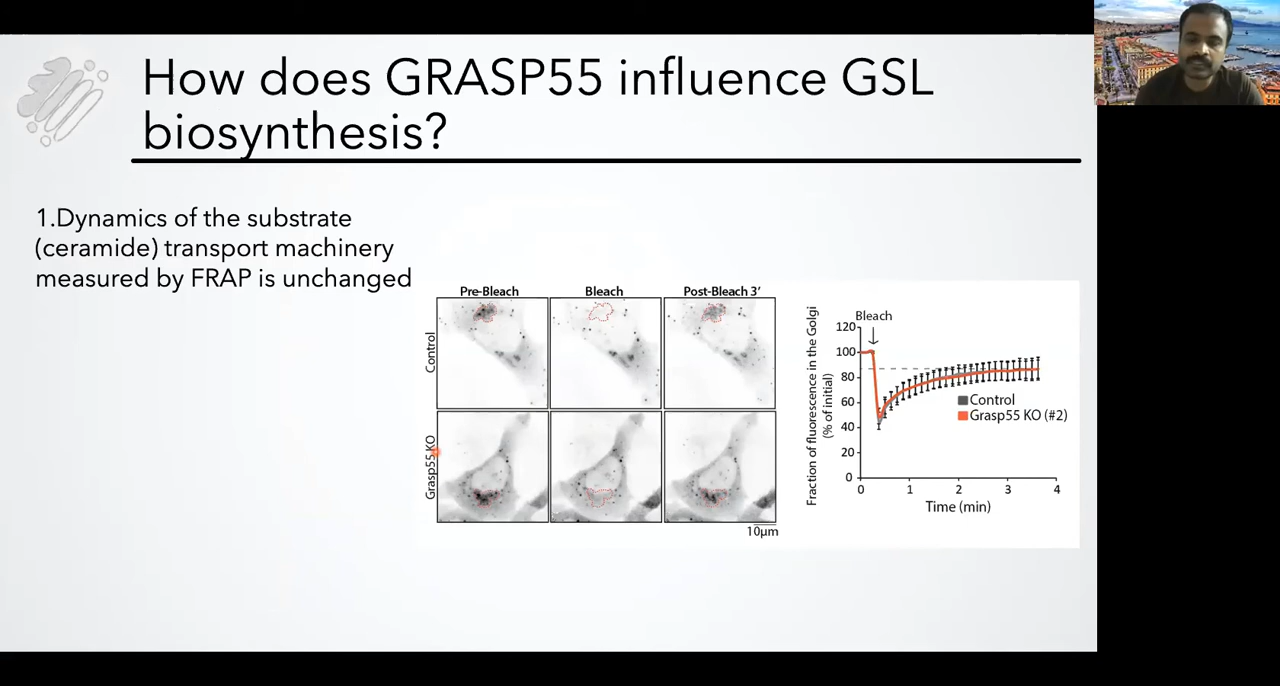 How does GRASP55 influence GSL
biosynthesis?
1.Dynamics of the substrate
(ceramide) transport machinery
measured by FRAP is unchanged
Pre-Bleach Bleach Post-Bleach 3’
Control
Grasp55 KO
10μm
Fraction of fluorescence in the Golgi
(% of initial)
Bleach
120
100
80
60
40
20
0
0 1 2 3 4
Time (min)
Control
Grasp55 KO (#2)